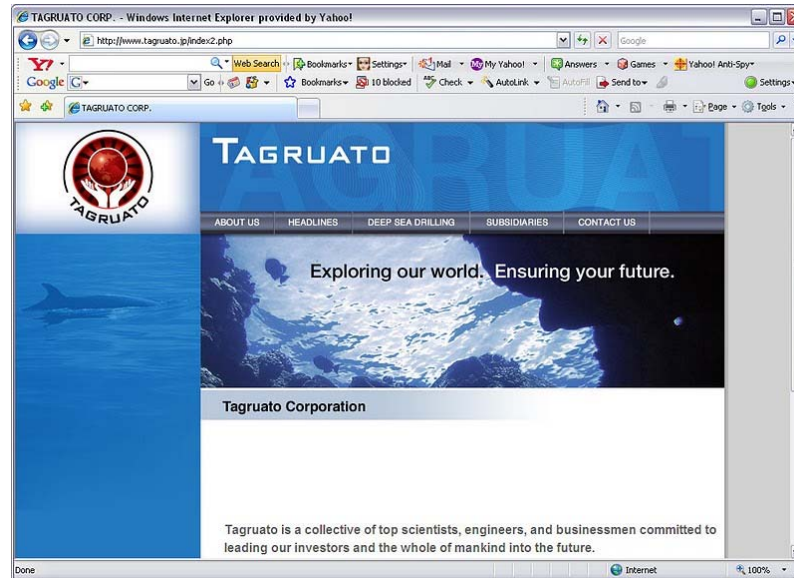 TAGRUATO CORP. - Windows Internet Explorer provided by Yahoo!
http://www.tagruato.jp/index2.php
Google
Y7 Web Search Bookmarks Settings Mail My Yahoo! Answers Games Yahoo! Anti-Spy
Google G Go Bookmarks 10 blocked ABC Check AutoLink AutoFill Send to Settings
TAGRUATO CORP. Page Tools
TAGRUATO
TAGRUATO
AGRUAT
ABOUT US HEADLINES DEEP SEA DRILLING SUBSIDIARIES CONTACT US
Exploring our world. Ensuring your future.
Tagruato Corporation
Tagruato is a collective of top scientists, engineers, and businessmen committed to
leading our investors and the whole of mankind into the future.
Done Internet 100%